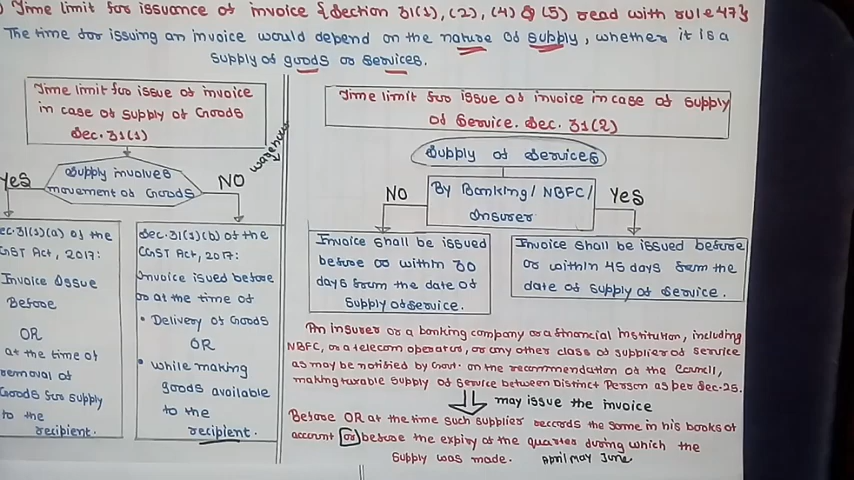 Time limit for issuance of invoice {Section 31(1), (2), (4) & (5) read with rule 47}
The time for issuing an invoice would depend on the nature of supply, whether it is a
supply of goods or services.
Time limit for issue of invoice
in case of supply of Goods
Sec. 31(1)
Supply involves
movement of Goods
Yes
NO
Sec. 31(1)(a) of the
CGST Act, 2017:
Invoice Issue
Before
OR
at the time of
removal of
Goods for supply
to the
recipient.
Sec. 31(1)(b) of the
CGST Act, 2017:
Invoice isued before
or at the time of
• Delivery of Goods
OR
• while making
goods available
to the
recipient.
Time limit for issue of invoice in case of supply
of Service. Sec. 31(2)
Supply of Services
By Banking/ NBFC/
Insurer
NO
Yes
Invoice shall be issued
before or within 30
days from the date of
Supply of Service.
Invoice shall be issued before
or within 45 days from the
date of supply of Service.
An insurer or a banking company or a financial institution, including
NBFC, or a telecom operator, or any other class of supplier of service
as may be notified by Govt. on the recommendation of the Council,
making taxable supply of Service between Distinct Person as per Sec-25.
may issue the invoice
Before OR at the time such supplier records the same in his books of
account or before the expiry of the quarter during which the
supply was made. April May June